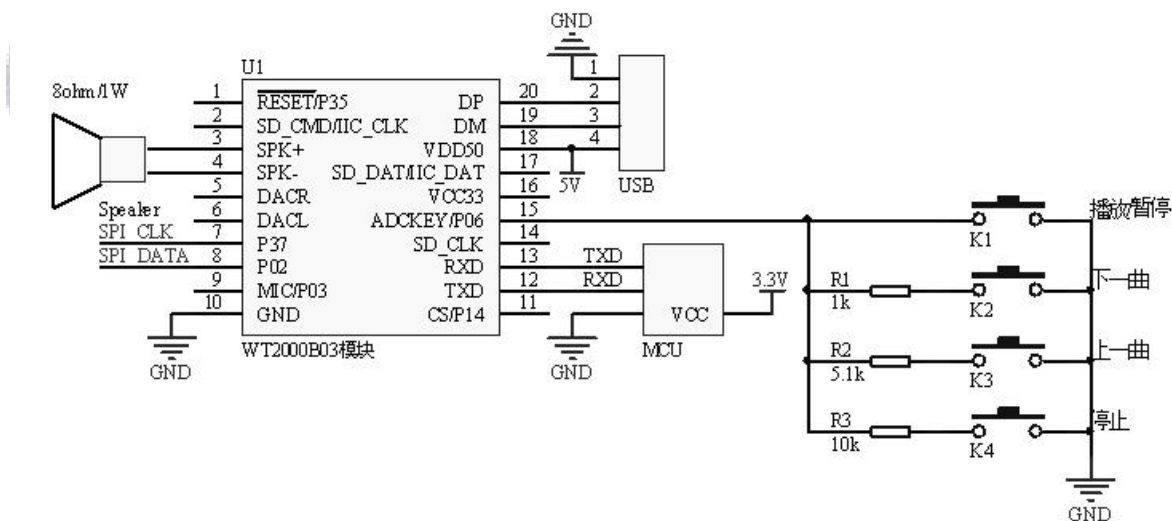 GND
U1
8ohm/1W
1 RESET/P35 DP 20 1
2 SD_CMD/IIC_CLK DM 19 2
3 SPK+ VDD50 18 3
4 SPK- SD_DAT/IIC_DAT 17 4
5V USB
5 DACR VCC33 16
Speaker 6 DACL ADCKEY/P06 15 播放暂停
K1
SPI CLK 7 P37 SD_CLK 14
SPI DATA 8 P02 RXD 13 TXD
9 MIC/P03 TXD 12 RXD 3.3V R1 下一曲
1k K2
10 GND CS/P14 11 VCC
WT2000B03模块 MCU
GND GND
R2 上一曲
5.1k K3
R3 停止
10k K4
GND